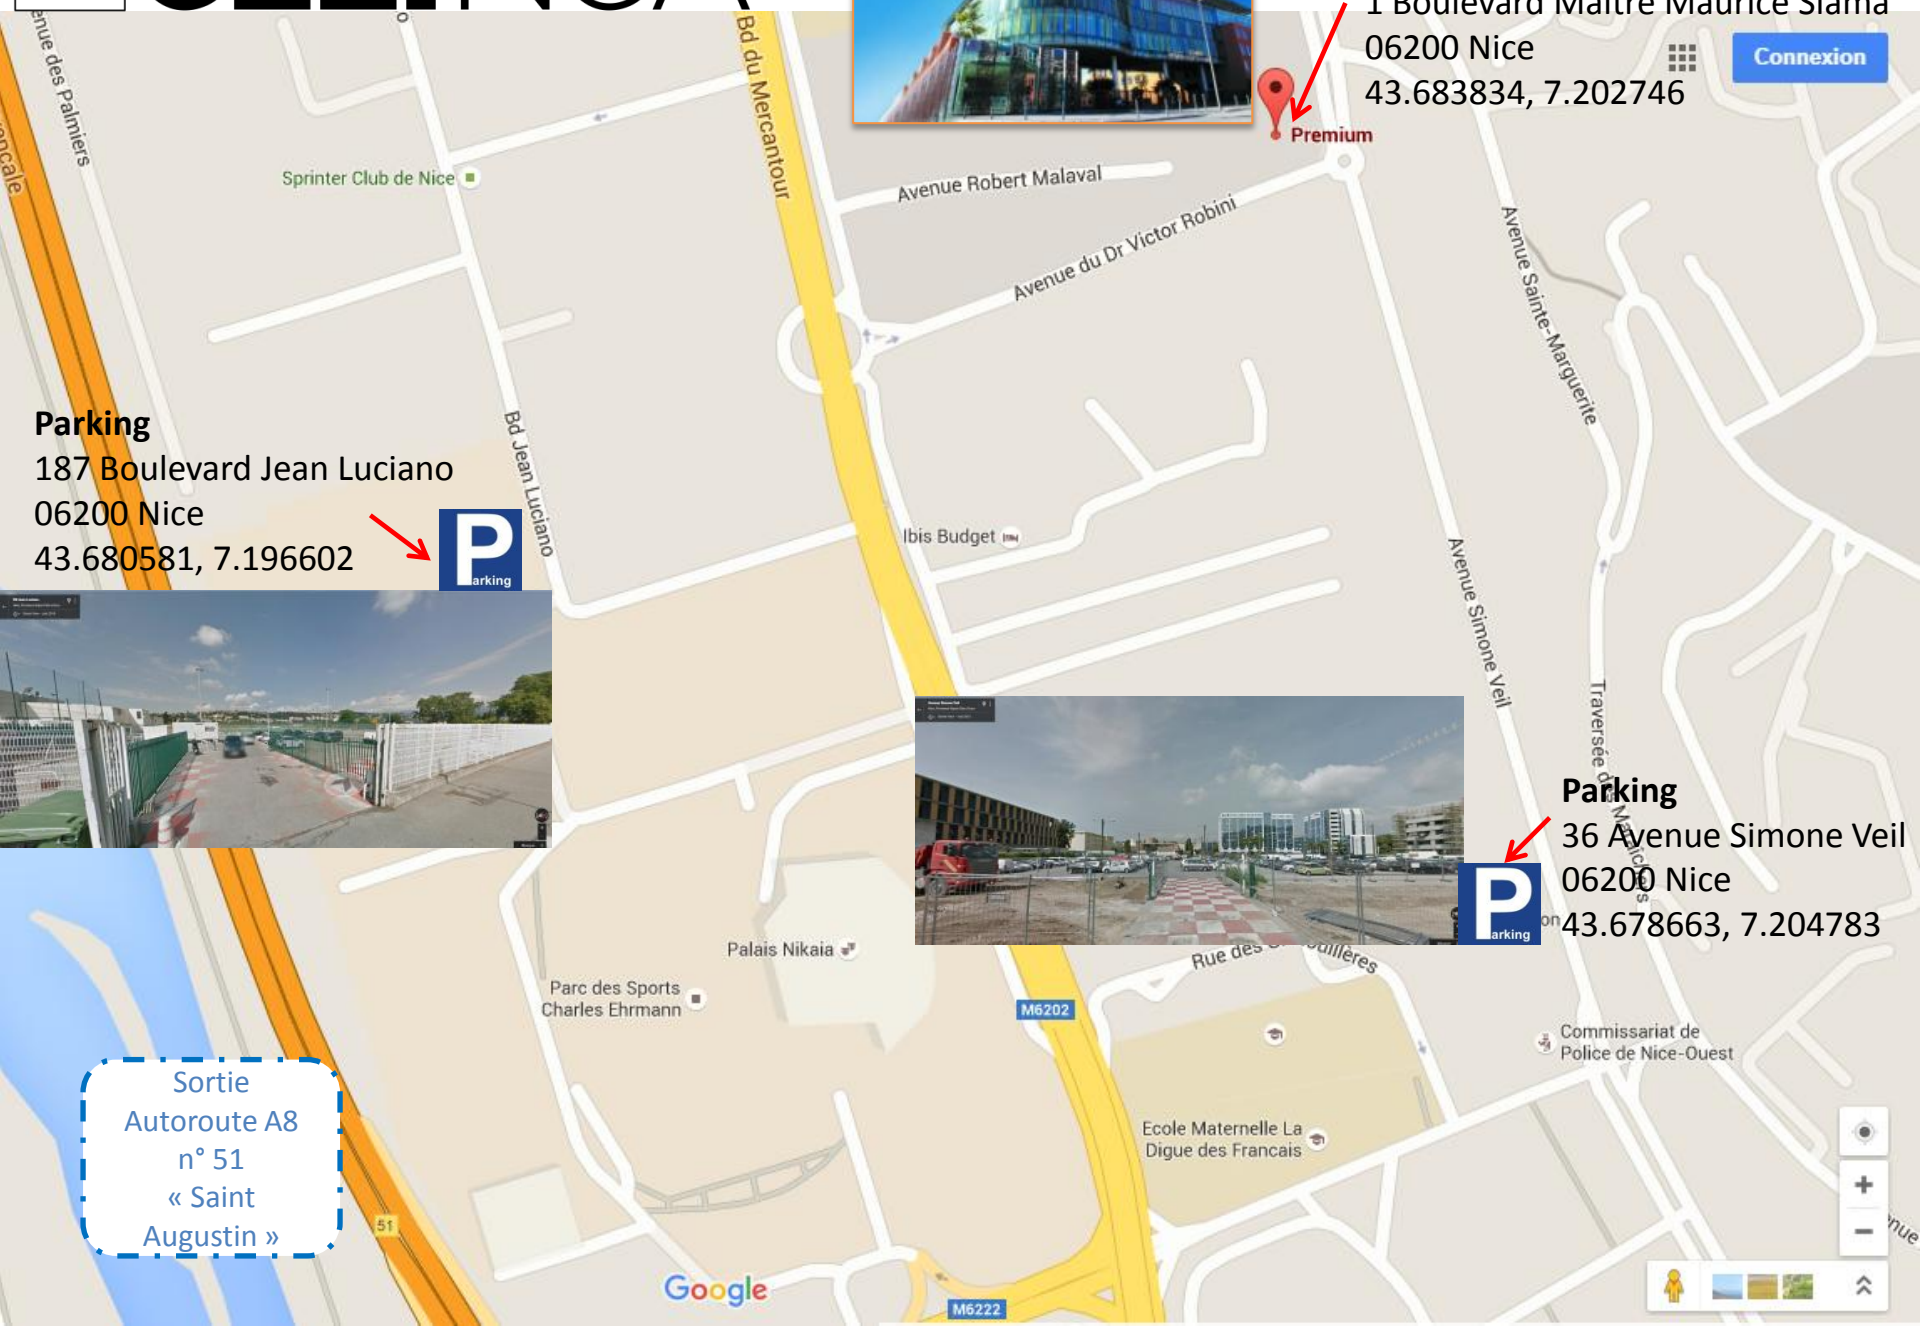 1 Boulevard Maître Maurice Slama
06200 Nice
43.683834, 7.202746
Connexion
Premium
Bd du Mercantour
Sprinter Club de Nice
Avenue Robert Malaval
Avenue du Dr Victor Robini
Avenue Sainte-Marguerite
Parking
187 Boulevard Jean Luciano
06200 Nice
43.680581, 7.196602
Parking
Bd Jean Luciano
Ibis Budget
Avenue Simone Veil
Parking
36 Avenue Simone Veil
06200 Nice
43.678663, 7.204783
Parking
Palais Nikaia
Parc des Sports
Charles Ehrmann
M6202
Rue des
Commissariat de
Police de Nice-Ouest
Sortie
Autoroute A8
n° 51
« Saint
Augustin »
51
Ecole Maternelle La
Digue des Francais
Google
M6222